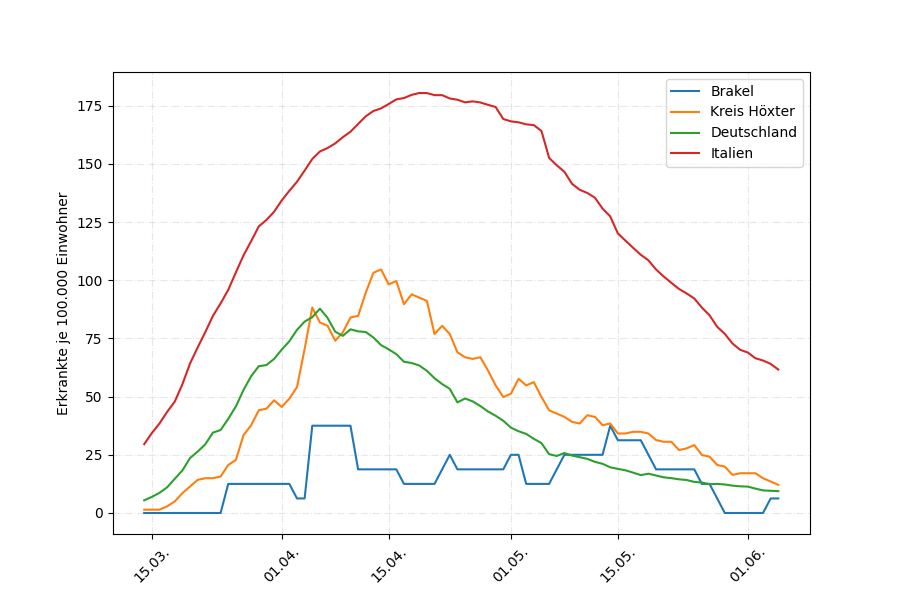 Brakel
Kreis Höxter
Deutschland
Italien
Erkrankte je 100.000 Einwohner
175
150
125
100
75
50
25
0
15.03.
01.04.
15.04.
01.05.
15.05.
01.06.